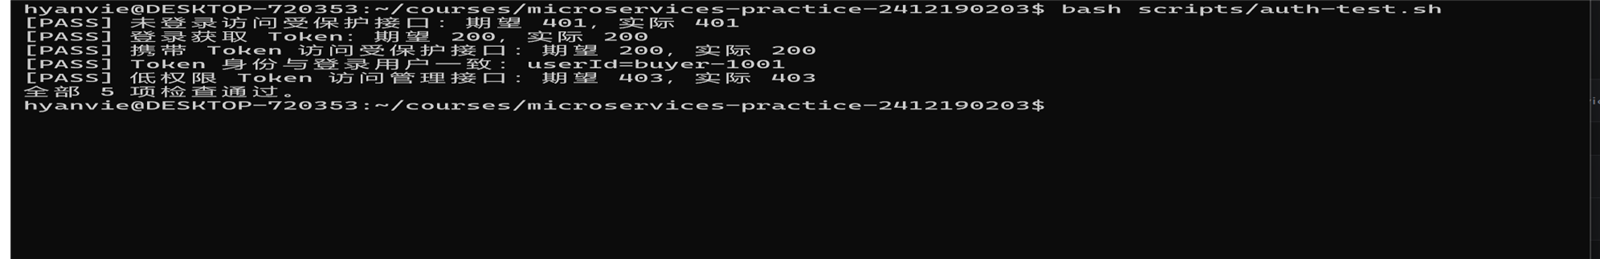 hyanvie@DESKTOP-720353:~/courses/microservices-practice-2412190203$ bash scripts/auth-test.sh
[PASS] 未登录访问受保护接口: 期望 401, 实际 401
[PASS] 登录获取 Token: 期望 200, 实际 200
[PASS] 携带 Token 访问受保护接口: 期望 200, 实际 200
[PASS] Token 身份与登录用户一致: userId=buyer-1001
[PASS] 低权限 Token 访问管理接口: 期望 403, 实际 403
全部 5 项检查通过。
hyanvie@DESKTOP-720353:~/courses/microservices-practice-2412190203$